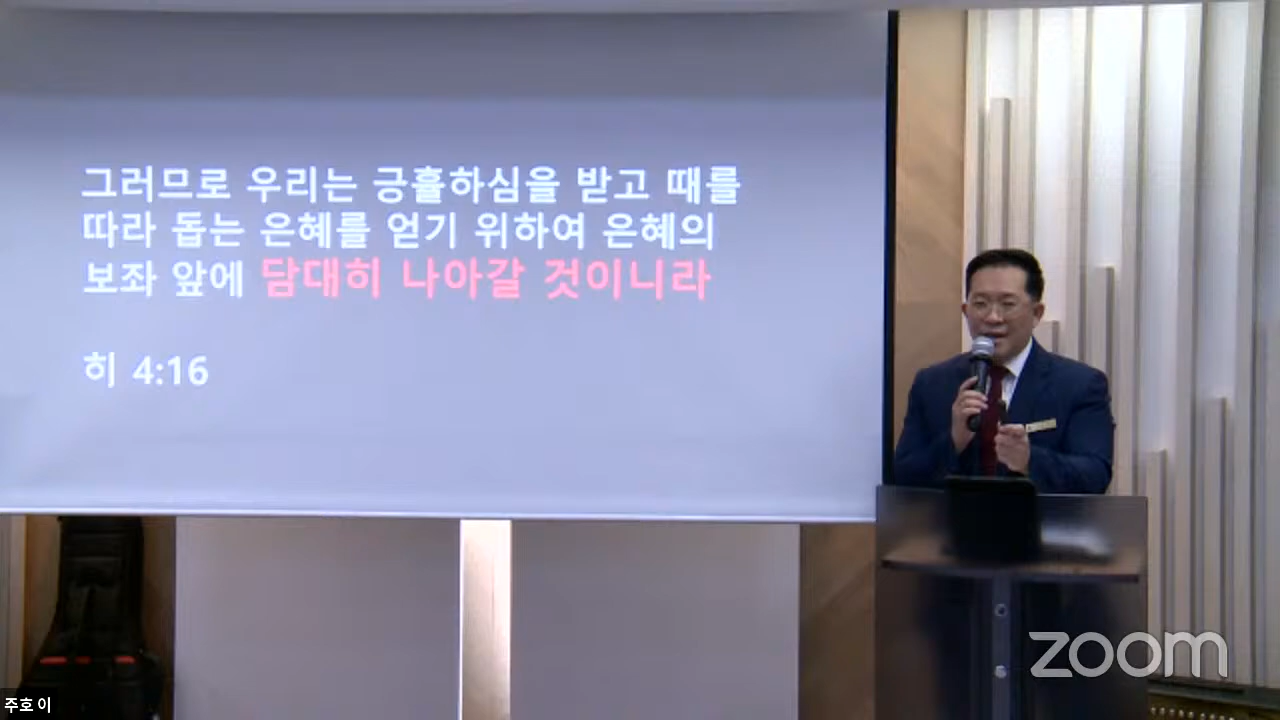 그러므로 우리는 긍휼하심을 받고 때를
따라 돕는 은혜를 얻기 위하여 은혜의
보좌 앞에 담대히 나아갈 것이니라
히 4:16
zoom
주호 이